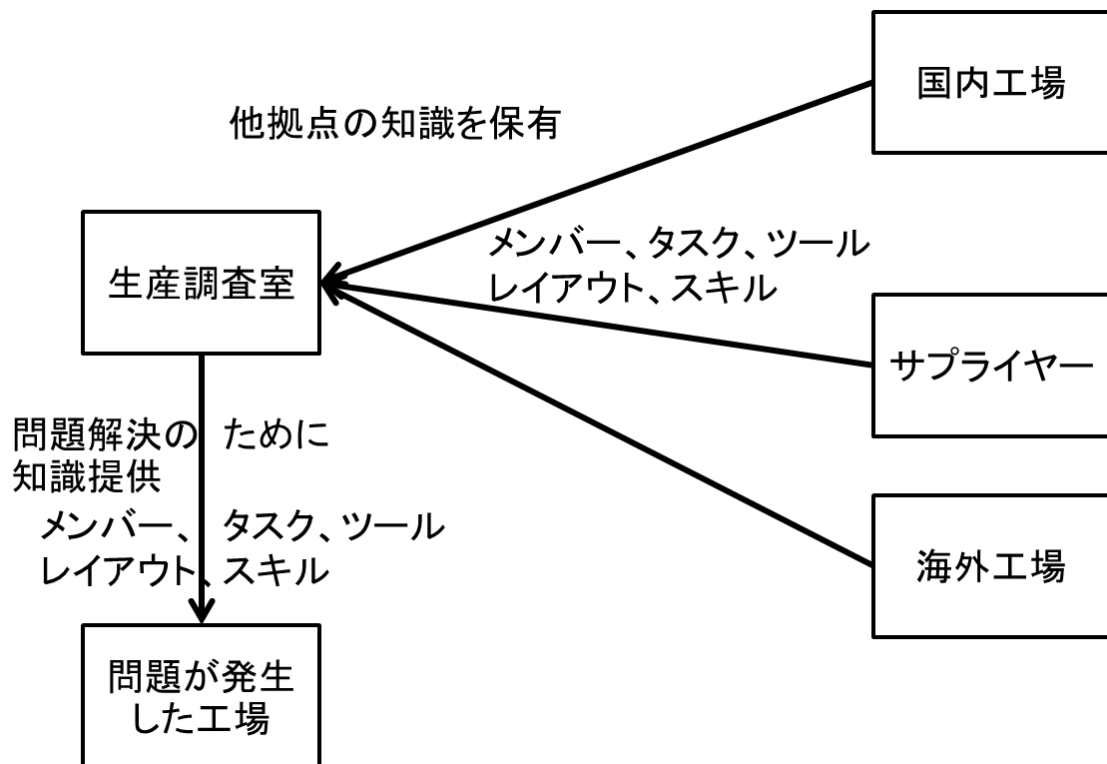 国内工場
他拠点の知識を保有
メンバー、タスク、ツール
レイアウト、スキル
生産調査室
サプライヤー
問題解決のために
知識提供
メンバー、タスク、ツール
レイアウト、スキル
海外工場
問題が発生
した工場